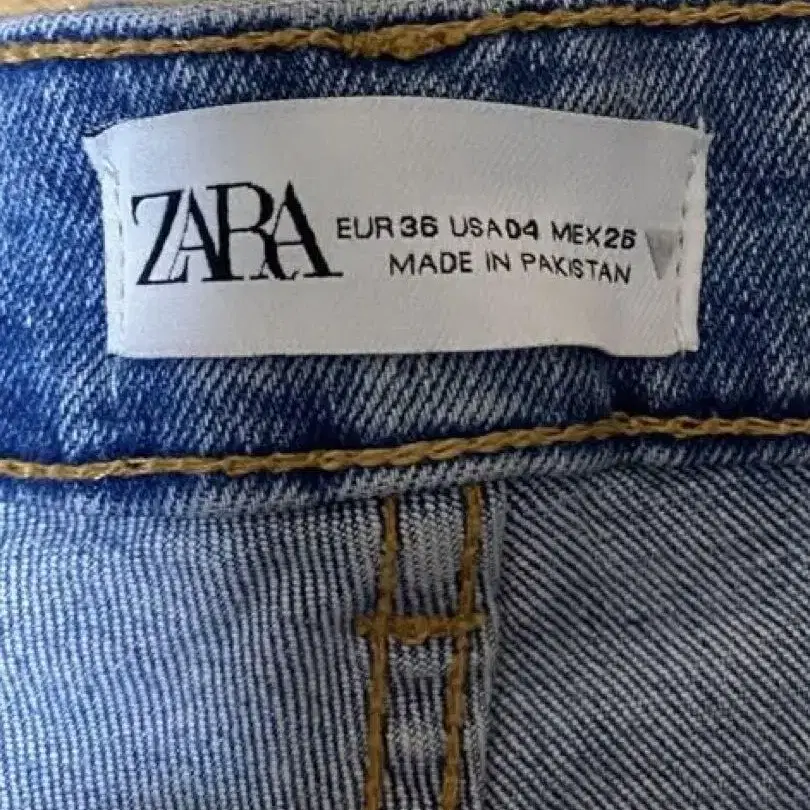 ZARA EUR 36 USA 04 MEX 26
MADE IN PAKISTAN